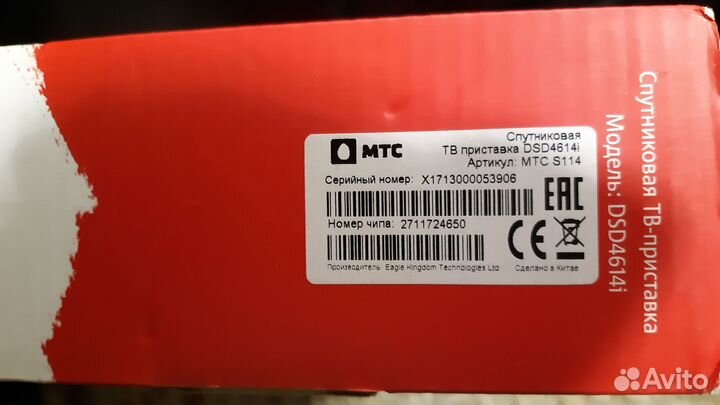 МТС
Спутниковая
ТВ приставка DSD4614i
Артикул: МТС S114
Серийный номер: X1713000053906
EAC
Номер чипа: 2711724650
CE
Производитель Eagle Kingdom Technologies Ltd
Сделано в Китае
Спутниковая ТВ-приставка
Модель: DSD4614i
Avito